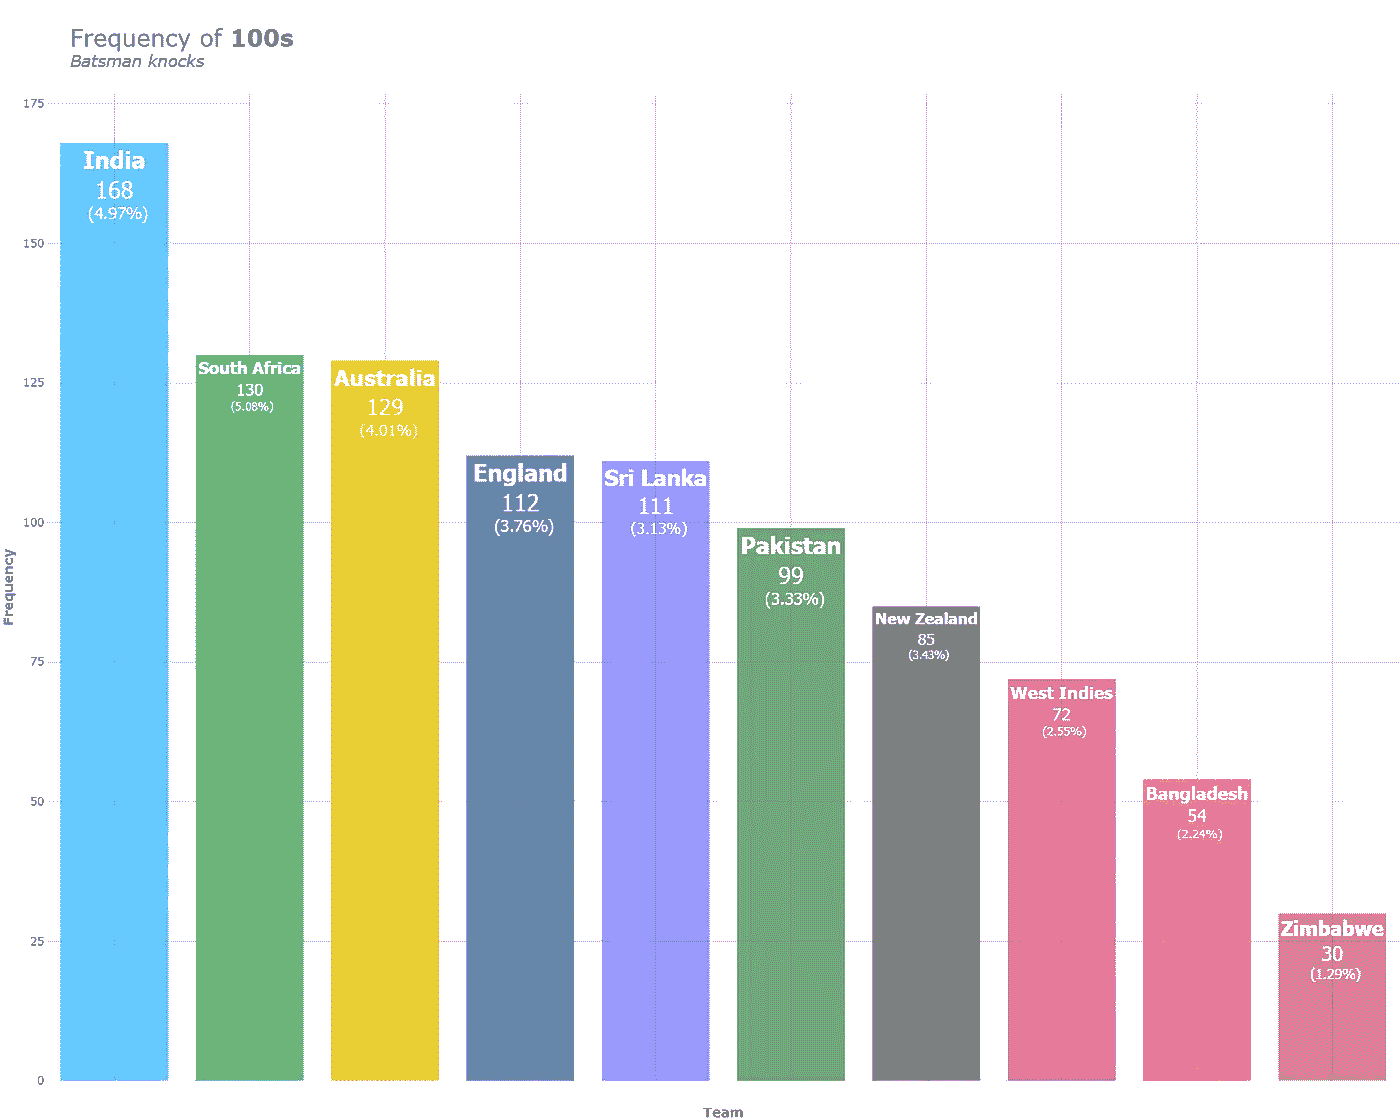 Frequency of 100s
Batsman knocks
175
150
125
100
75
50
25
0
Frequency
India
168
(4.97%)
South Africa
130
(5.08%)
Australia
129
(4.01%)
England
112
(3.76%)
Sri Lanka
111
(3.13%)
Pakistan
99
(3.33%)
New Zealand
85
(3.43%)
West Indies
72
(2.55%)
Bangladesh
54
(2.24%)
Zimbabwe
30
(1.29%)
Team